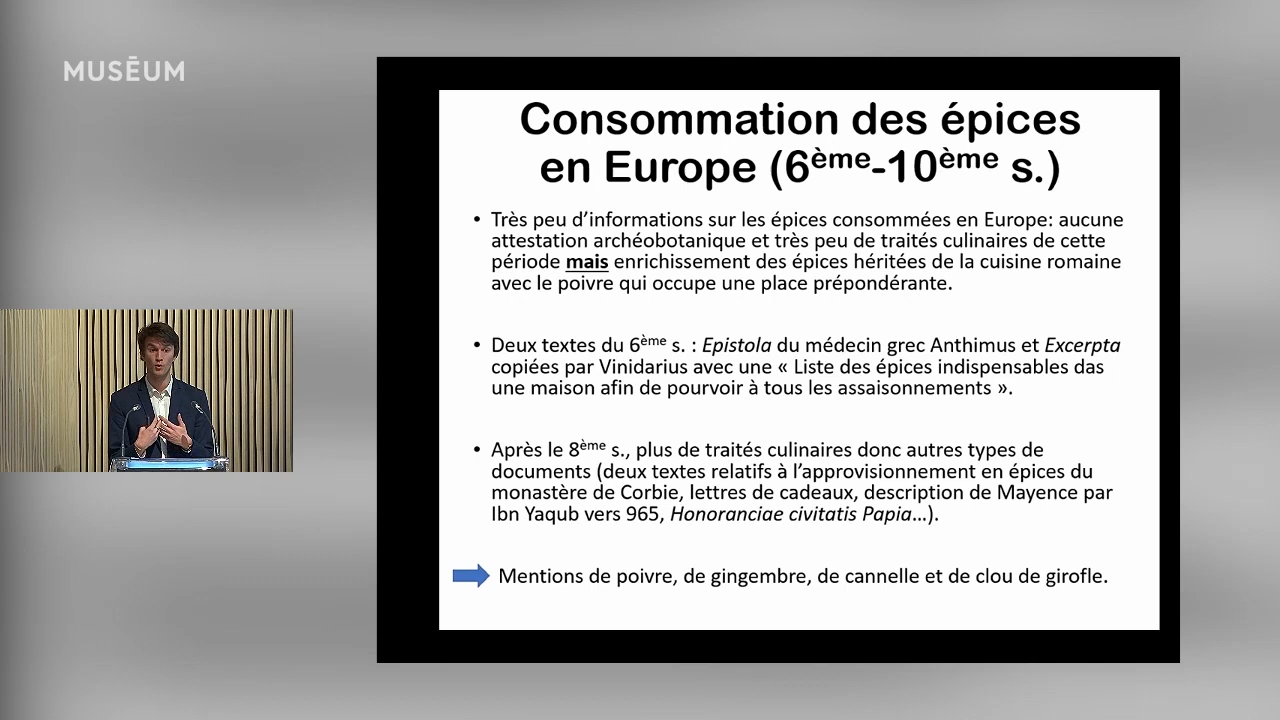 MUSĒUM
Consommation des épices
en Europe (6ème-10ème s.)
• Très peu d’informations sur les épices consommées en Europe: aucune
attestation archéobotanique et très peu de traités culinaires de cette
période mais enrichissement des épices héritées de la cuisine romaine
avec le poivre qui occupe une place prépondérante.
• Deux textes du 6ème s. : Epistola du médecin grec Anthimus et Excerpta
copiées par Vinidarius avec une « Liste des épices indispensables das
une maison afin de pourvoir à tous les assaisonnements ».
• Après le 8ème s., plus de traités culinaires donc autres types de
documents (deux textes relatifs à l’approvisionnement en épices du
monastère de Corbie, lettres de cadeaux, description de Mayence par
Ibn Yaqub vers 965, Honoranciae civitatis Papia…).
Mentions de poivre, de gingembre, de cannelle et de clou de girofle.